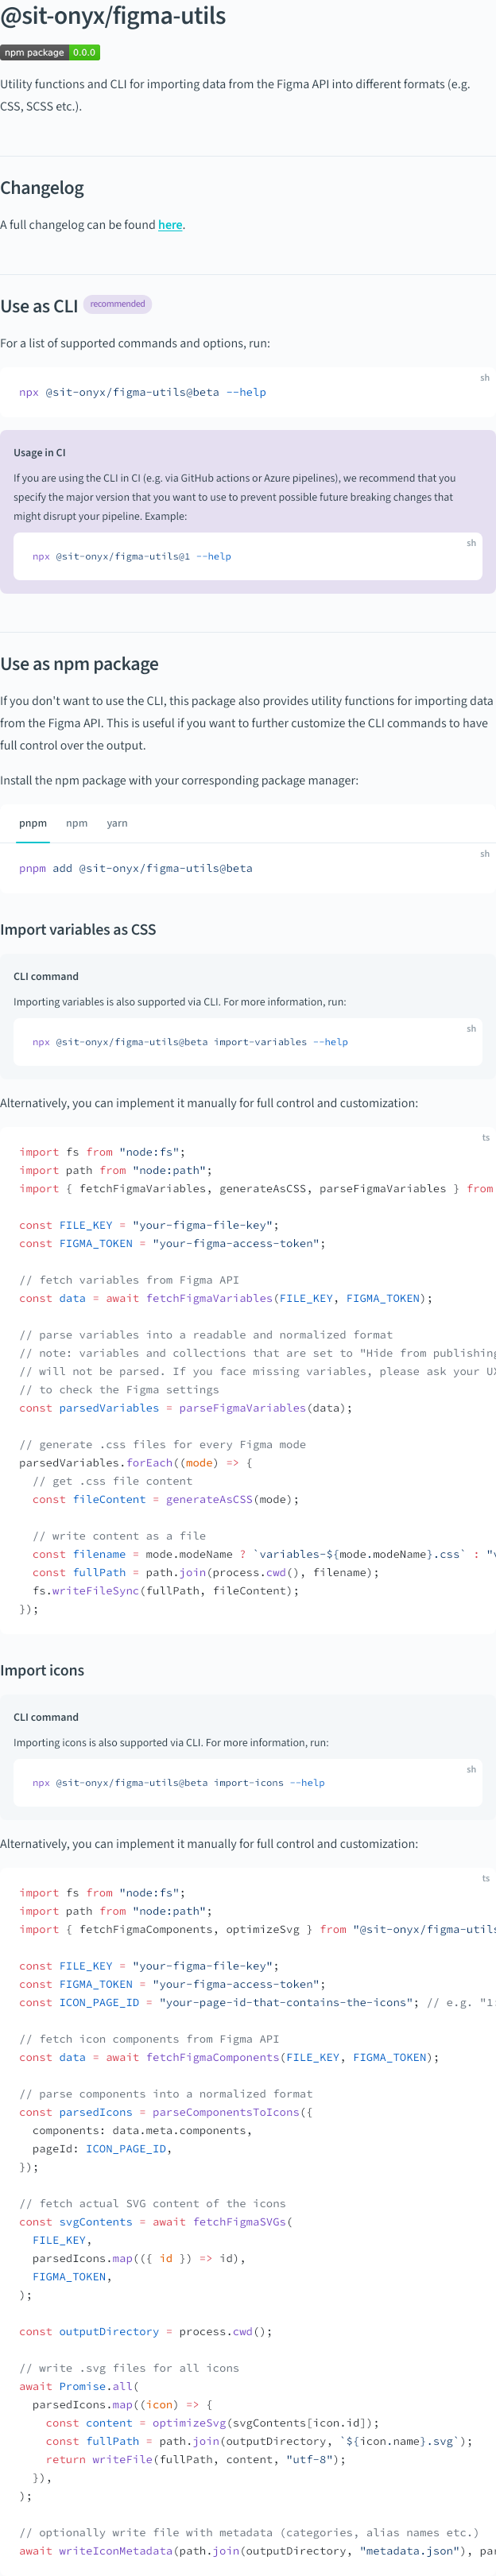 @sit-onyx/figma-utils
npm package 0.0.0
Utility functions and CLI for importing data from the Figma API into different formats (e.g.
CSS, SCSS etc.).
Changelog
A full changelog can be found here.
Use as CLI recommended
For a list of supported commands and options, run:
sh
npx @sit-onyx/figma-utils@beta --help
Usage in CI
If you are using the CLI in CI (e.g. via GitHub actions or Azure pipelines), we recommend that you
specify the major version that you want to use to prevent possible future breaking changes that
might disrupt your pipeline. Example:
sh
npx @sit-onyx/figma-utils@1 --help
Use as npm package
If you don't want to use the CLI, this package also provides utility functions for importing data
from the Figma API. This is useful if you want to further customize the CLI commands to have
full control over the output.
Install the npm package with your corresponding package manager:
pnpm npm yarn
sh
pnpm add @sit-onyx/figma-utils@beta
Import variables as CSS
CLI command
Importing variables is also supported via CLI. For more information, run:
sh
npx @sit-onyx/figma-utils@beta import-variables --help
Alternatively, you can implement it manually for full control and customization:
ts
import fs from "node:fs";
import path from "node:path";
import { fetchFigmaVariables, generateAsCSS, parseFigmaVariables } from
const FILE_KEY = "your-figma-file-key";
const FIGMA_TOKEN = "your-figma-access-token";
// fetch variables from Figma API
const data = await fetchFigmaVariables(FILE_KEY, FIGMA_TOKEN);
// parse variables into a readable and normalized format
// note: variables and collections that are set to "Hide from publishing
// will not be parsed. If you face missing variables, please ask your UX
// to check the Figma settings
const parsedVariables = parseFigmaVariables(data);
// generate .css files for every Figma mode
parsedVariables.forEach((mode) => {
// get .css file content
const fileContent = generateAsCSS(mode);
// write content as a file
const filename = mode.modeName ? `variables-${mode.modeName}.css` : "v
const fullPath = path.join(process.cwd(), filename);
fs.writeFileSync(fullPath, fileContent);
});
Import icons
CLI command
Importing icons is also supported via CLI. For more information, run:
sh
npx @sit-onyx/figma-utils@beta import-icons --help
Alternatively, you can implement it manually for full control and customization:
ts
import fs from "node:fs";
import path from "node:path";
import { fetchFigmaComponents, optimizeSvg } from "@sit-onyx/figma-utils
const FILE_KEY = "your-figma-file-key";
const FIGMA_TOKEN = "your-figma-access-token";
const ICON_PAGE_ID = "your-page-id-that-contains-the-icons"; // e.g. "1:
// fetch icon components from Figma API
const data = await fetchFigmaComponents(FILE_KEY, FIGMA_TOKEN);
// parse components into a normalized format
const parsedIcons = parseComponentsToIcons({
components: data.meta.components,
pageId: ICON_PAGE_ID,
});
// fetch actual SVG content of the icons
const svgContents = await fetchFigmaSVGs(
FILE_KEY,
parsedIcons.map(({ id }) => id),
FIGMA_TOKEN,
);
const outputDirectory = process.cwd();
// write .svg files for all icons
await Promise.all(
parsedIcons.map((icon) => {
const content = optimizeSvg(svgContents[icon.id]);
const fullPath = path.join(outputDirectory, `${icon.name}.svg`);
return writeFile(fullPath, content, "utf-8");
}),
);
// optionally write file with metadata (categories, alias names etc.)
await writeIconMetadata(path.join(outputDirectory, "metadata.json"), par